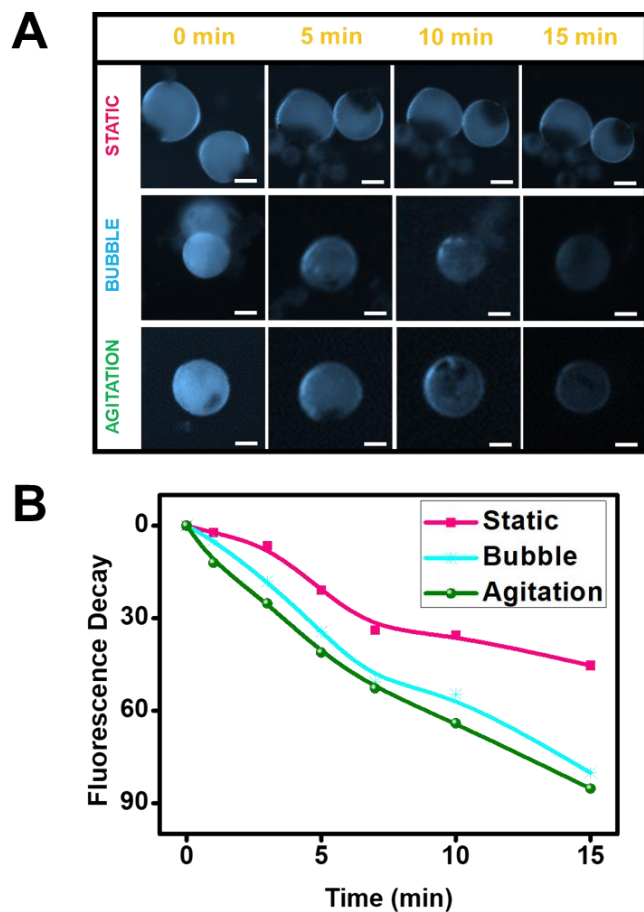 A
0 min 5 min 10 min 15 min
STATIC
BUBBLE
AGITATION
B
Static
Bubble
Agitation
Fluorescence Decay
0
30
60
90
0 5 10 15
Time (min)